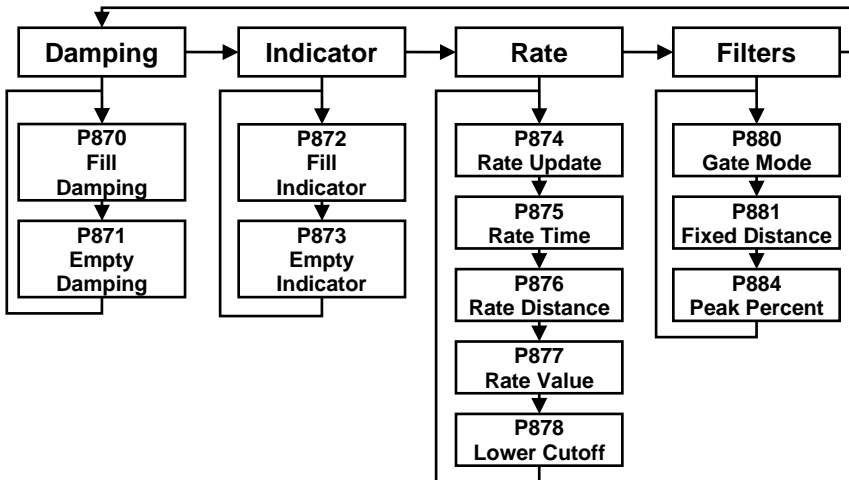 Damping
Indicator
Rate
Filters
P870
Fill
Damping
P871
Empty
Damping
P872
Fill
Indicator
P873
Empty
Indicator
P874
Rate Update
P875
Rate Time
P876
Rate Distance
P877
Rate Value
P878
Lower Cutoff
P880
Gate Mode
P881
Fixed Distance
P884
Peak Percent